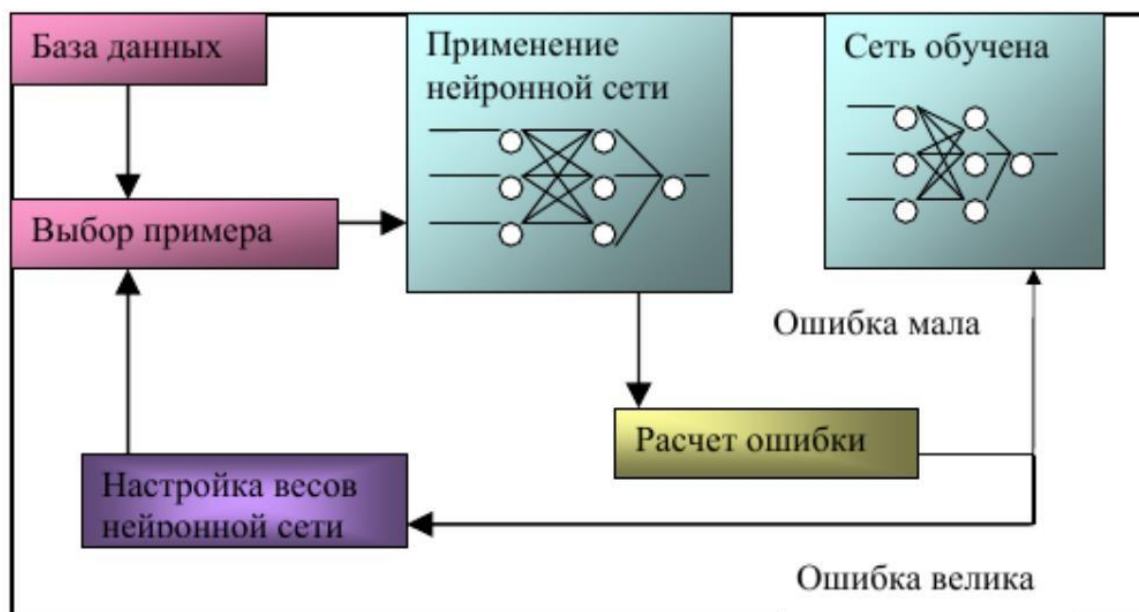 База данных
Применение
нейронной сети
Сеть обучена
Выбор примера
Ошибка мала
Расчет ошибки
Настройка весов
нейронной сети
Ошибка велика